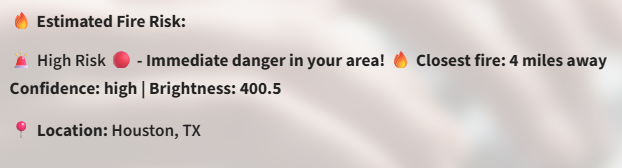 🔥 Estimated Fire Risk:
🚨 High Risk 🔴 - Immediate danger in your area! 🔥 Closest fire: 4 miles away
Confidence: high | Brightness: 400.5
📍 Location: Houston, TX